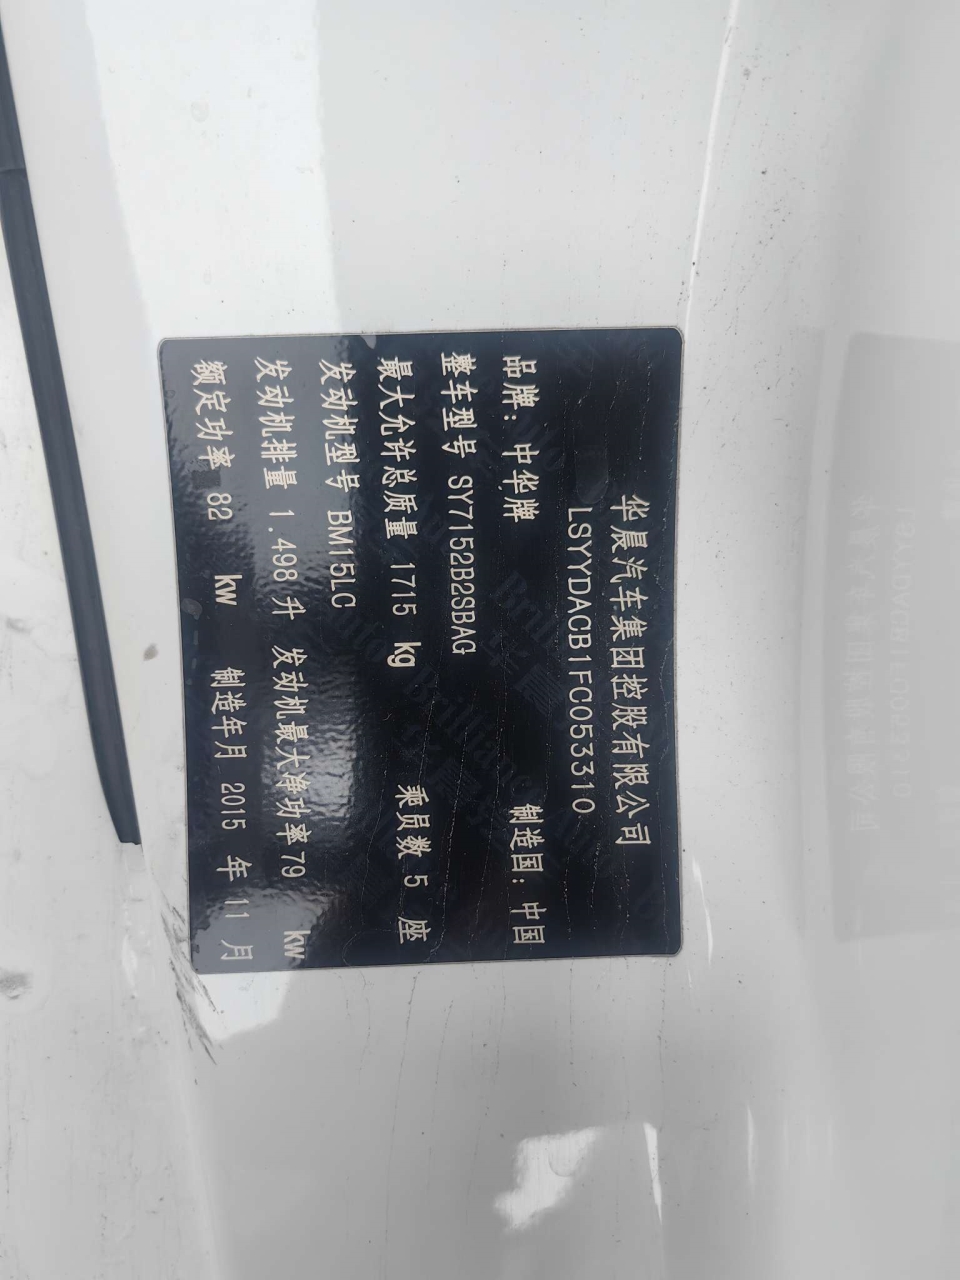 华晨汽车集团控股有限公司
LSYYDACB1FC053310
品牌：中华牌 制造国：中国
整车型号 SY7152B2SBAG
最大允许总质量 1715 kg 乘员数 5 座
发动机型号 BM15LC
发动机排量 1.498 升 发动机最大净功率79 kw
额定功率 82 kw 制造年月 2015 年 11 月